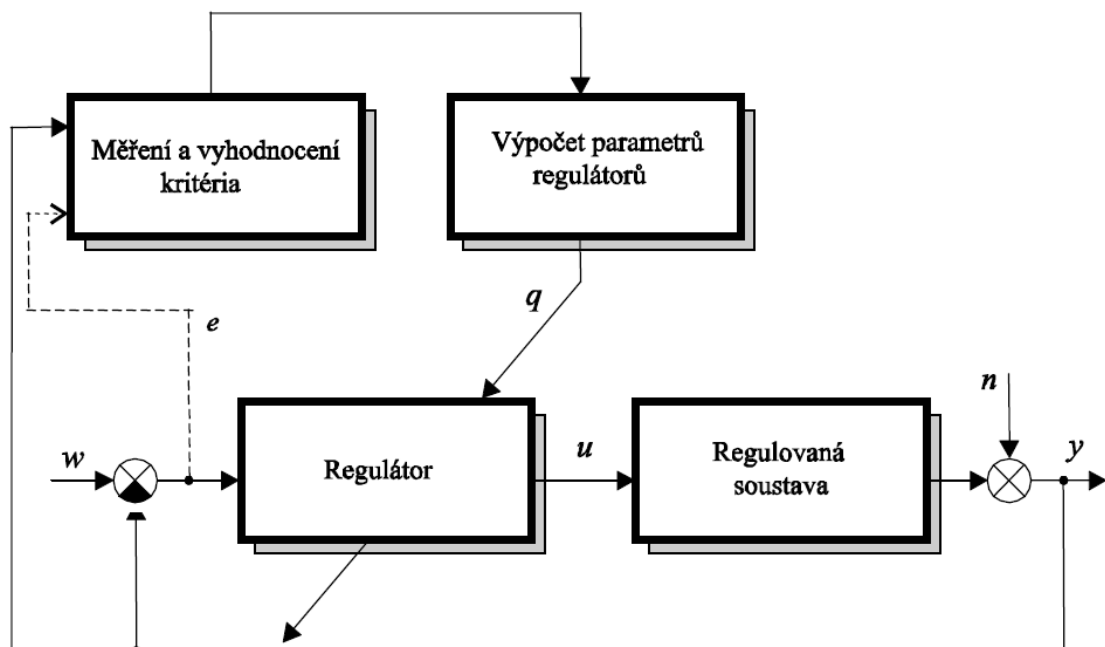 Měření a vyhodnocení
kritéria
Výpočet parametrů
regulátorů
q
e
n
w
Regulátor
u
Regulovaná
soustava
y